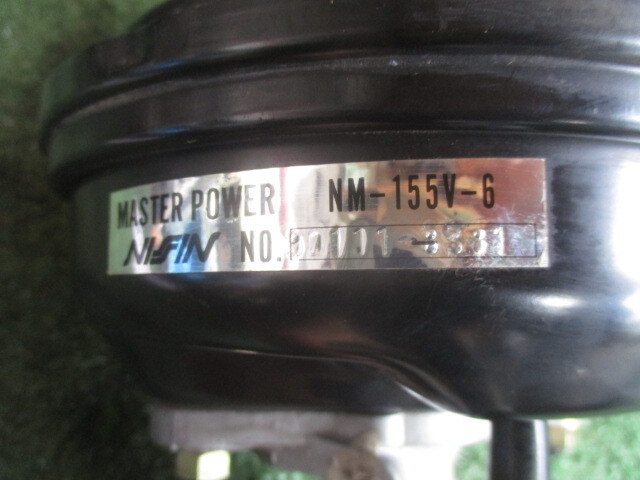 MASTER POWER NM-155V-6
NISSIN NO.